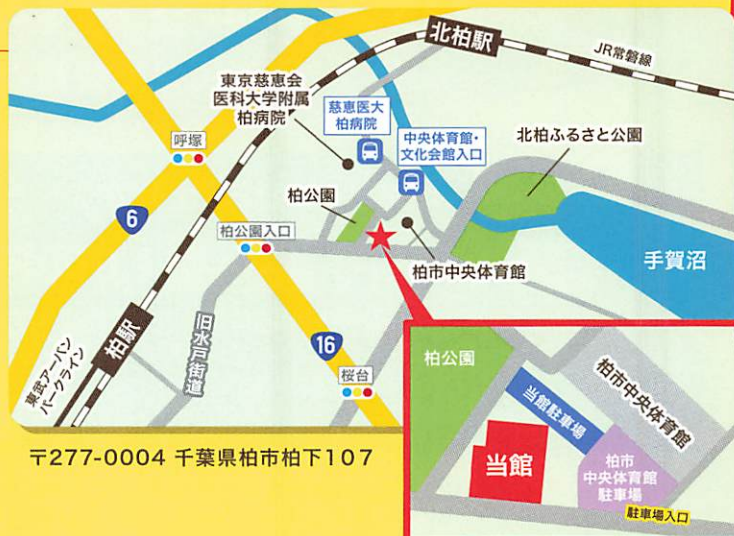 北柏駅
JR常磐線
東京慈恵会
医科大学附属
柏病院
慈恵医大
柏病院
中央体育館・
文化会館入口
北柏ふるさと公園
呼塚
6
柏公園
柏公園入口
柏市中央体育館
手賀沼
柏駅
旧水戸街道
16
桜台
東武アーバン
パークライン
柏公園
柏市中央体育館
当館駐車場
当館
柏市
中央体育館
駐車場
駐車場入口
〒277-0004 千葉県柏市柏下107